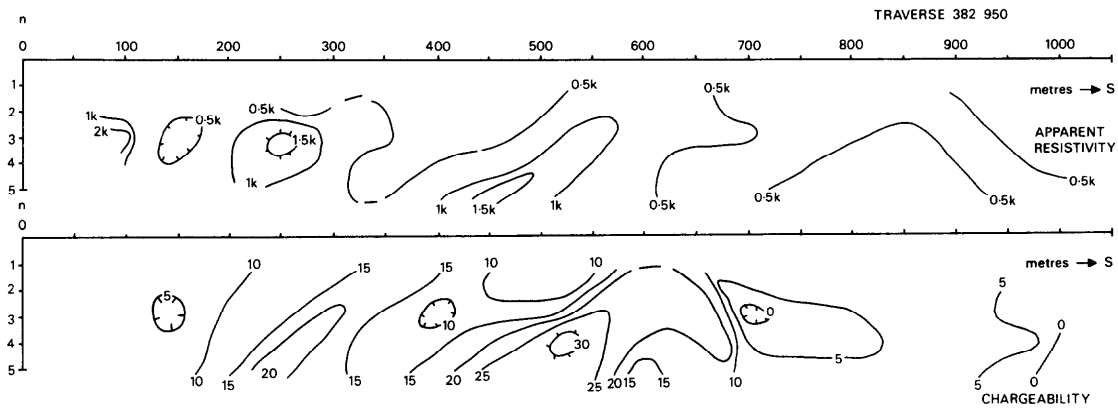 TRAVERSE 382 950
n
0 100 200 300 400 500 600 700 800 900 1000
1
2
3
4
5
metres → S
APPARENT
RESISTIVITY
1k
2k
0·5k
0·5k
1·5k
1k
0·5k
1k
1·5k
1k
0·5k
0·5k
0·5k
0·5k
0·5k
n
0
1
2
3
4
5
metres → S
5
10
15
15
10
10
0
5
10
30
5
10
15
20
15
15
20
25
25
20
15
15
10
5
0
0
CHARGEABILITY